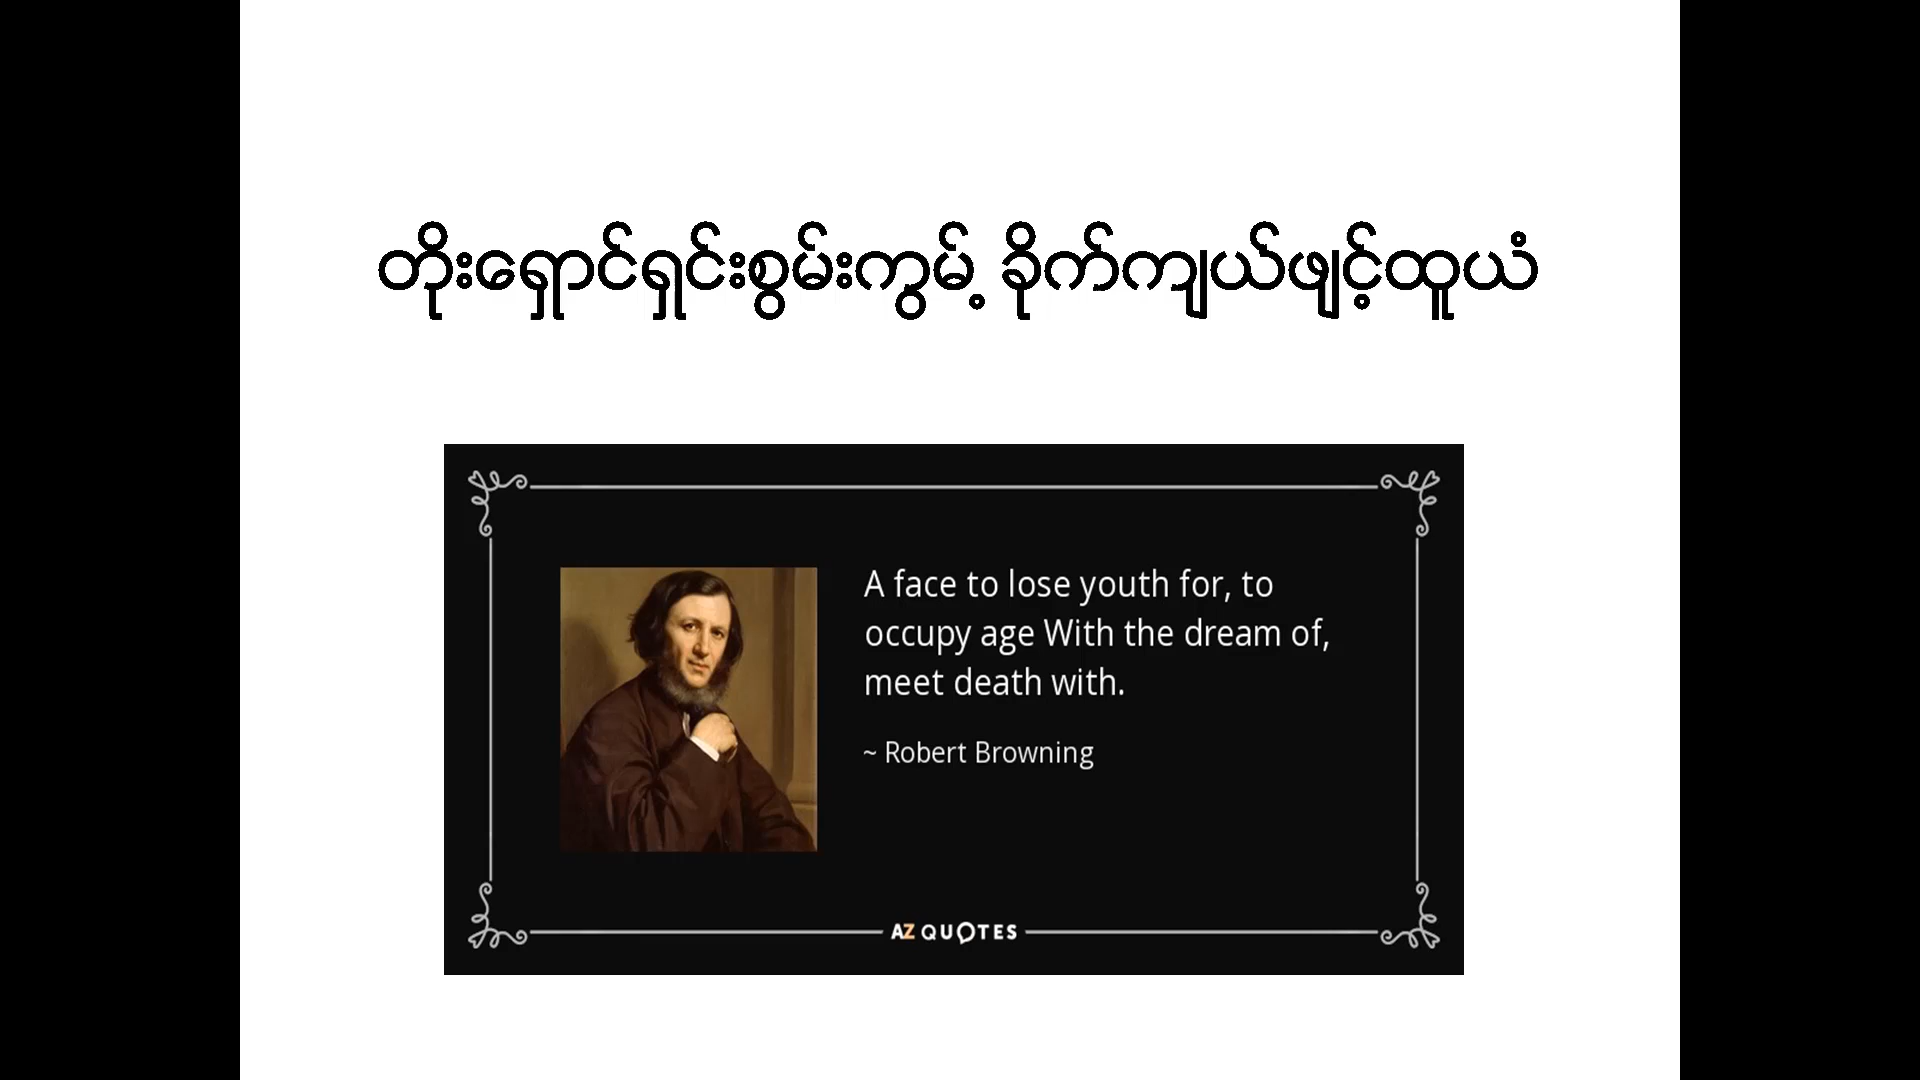 တိုးရှောင်ရှင်းစွမ်းကွမ့် ခိုက်ကျယ်ဖျင့်ထူယံ
A face to lose youth for, to
occupy age With the dream of,
meet death with.
~ Robert Browning
AZ QUOTES